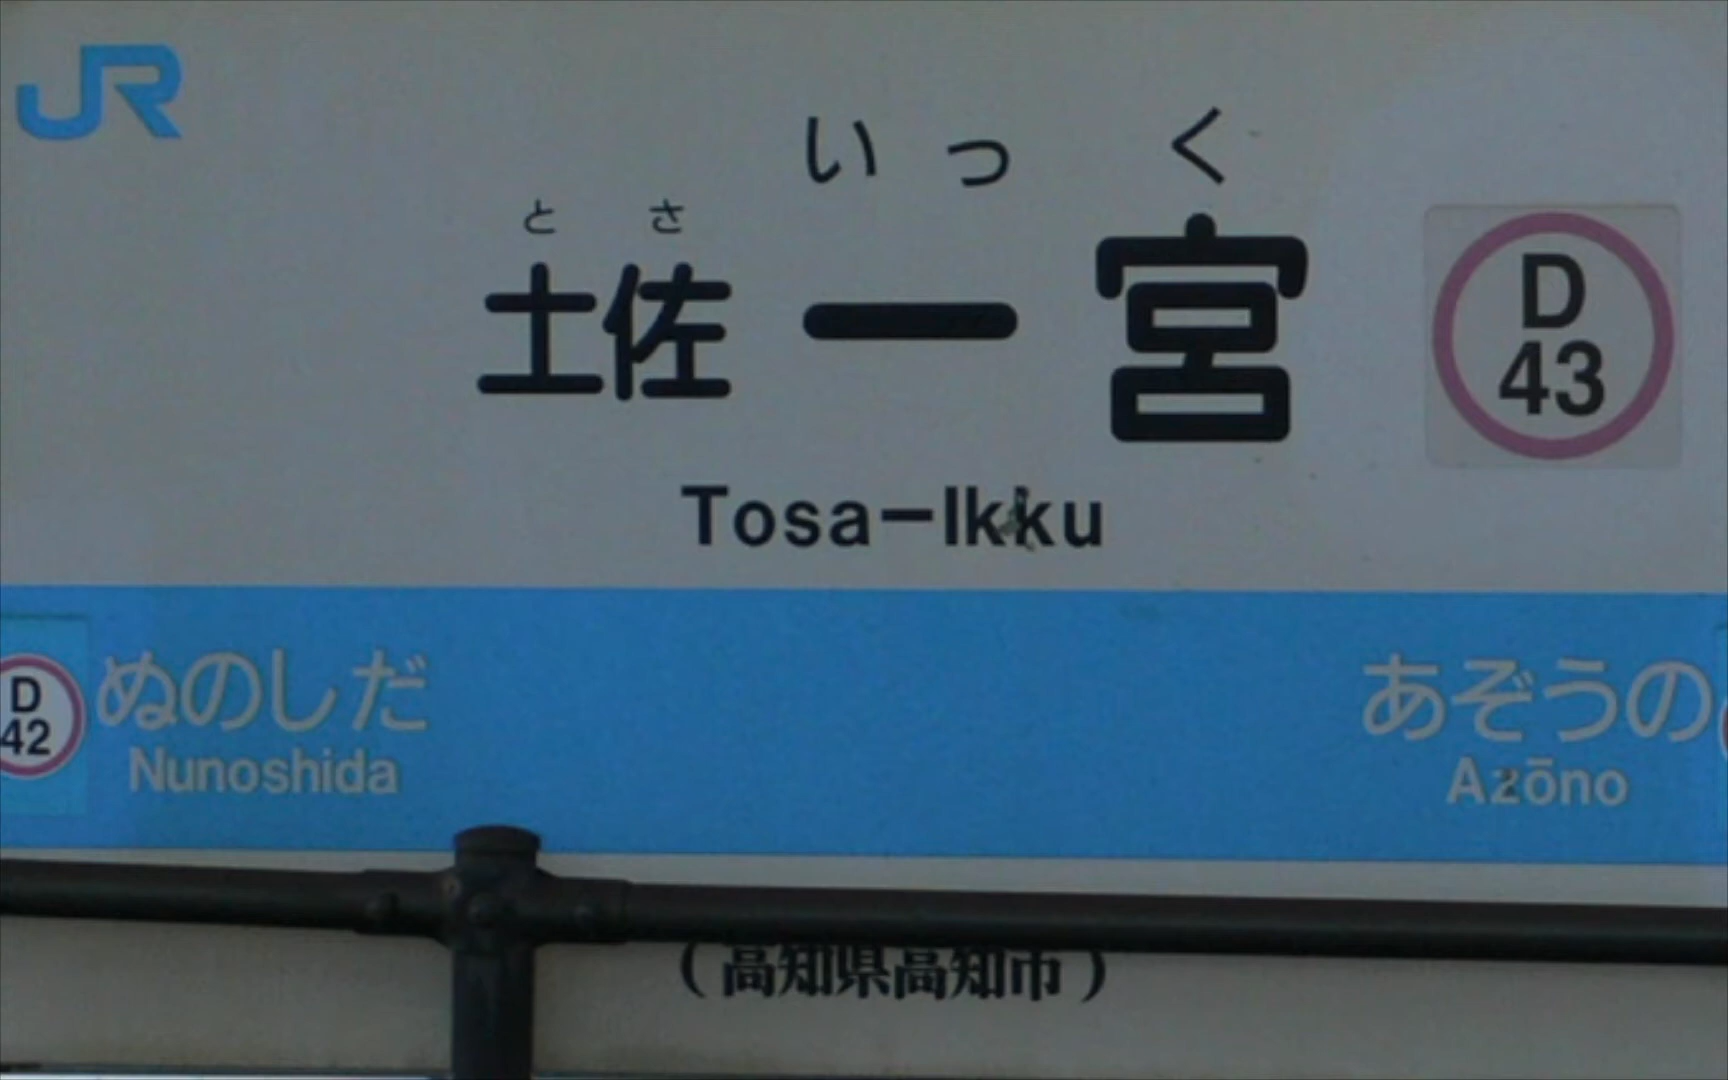 JR
いっく
とさ
土佐一宮
D
43
Tosa-Ikku
D
42
ぬのしだ
Nunoshida
あぞうの
Azōno
(高知県高知市)